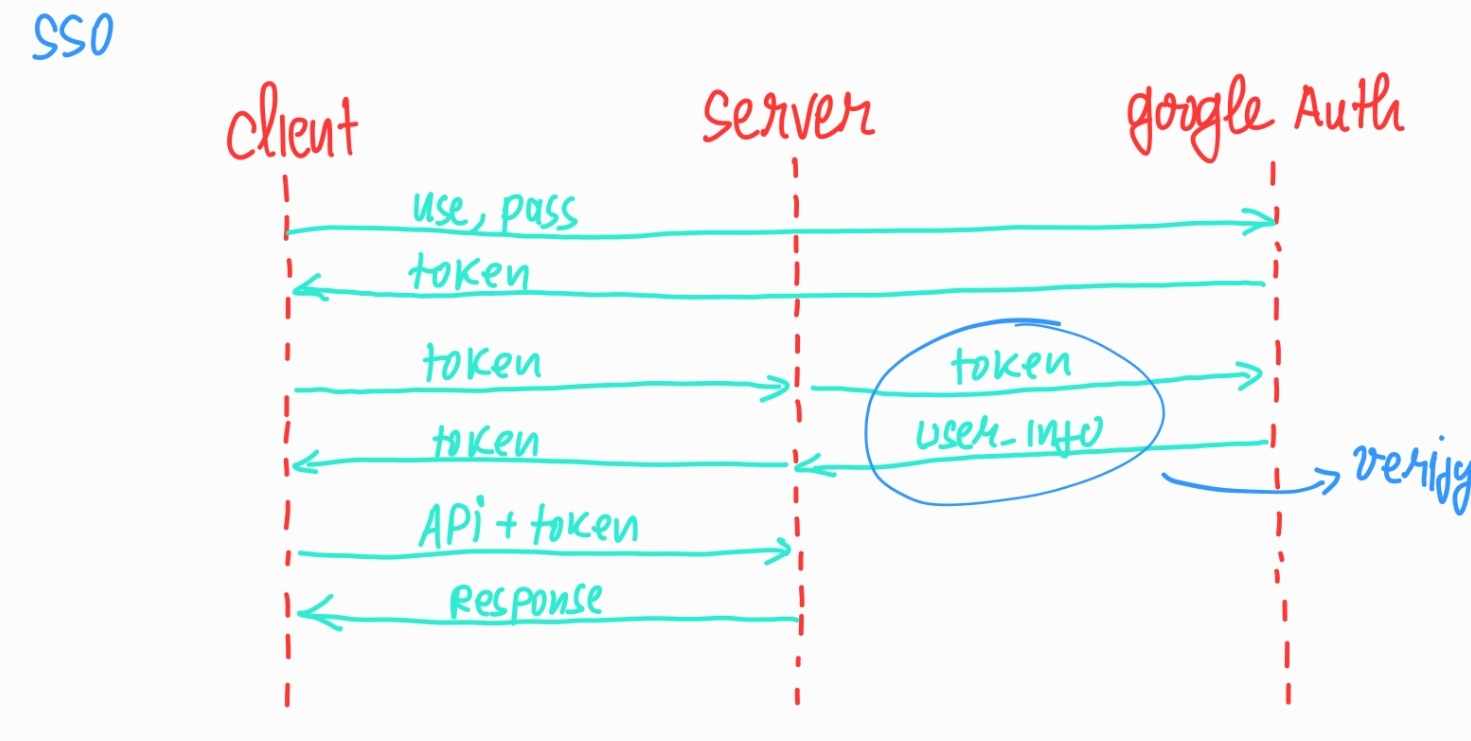 SSO
client server google Auth
use, pass
token
token token
token user_info
verify
API + token
Response